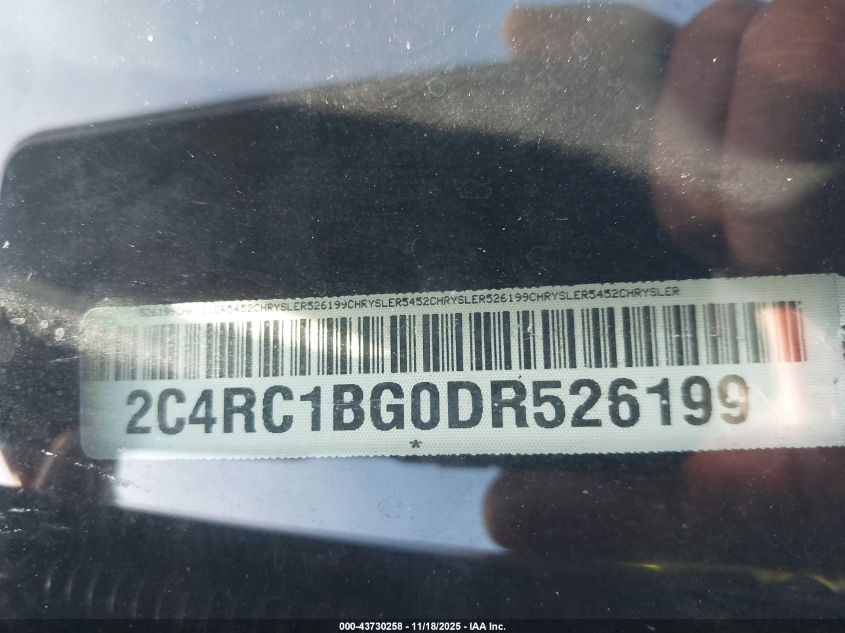 526199CHRYSLER5452CHRYSLER526199CHRYSLER5452CHRYSLER526199CHRYSLER5452CHRYSLER
2C4RC1BG0DR526199
*
000-43730258 - 11/18/2025 - IAA Inc.